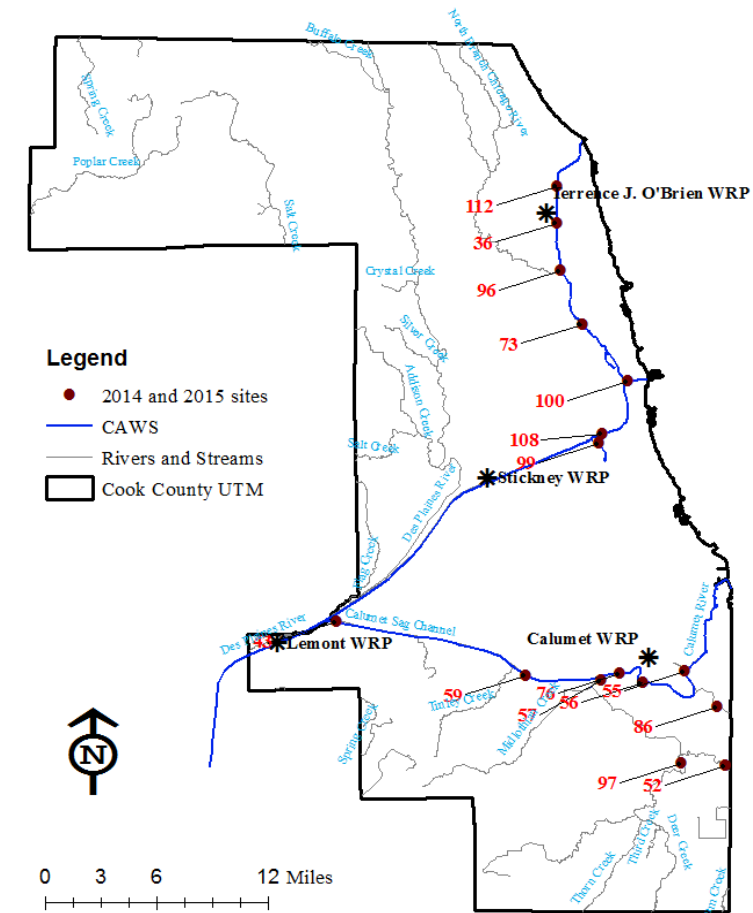 Buffalo Creek
North Branch Chicago River
Spring Creek
Poplar Creek
Salt Creek
112
Terrence J. O'Brien WRP
36
96
Crystal Creek
Silver Creek
73
Legend
2014 and 2015 sites
CAWS
Rivers and Streams
Cook County UTM
Addison Creek
100
Salt Creek
108
99
Stickney WRP
Des Plaines River
Flag Creek
Des Plaines River
43
Lemont WRP
Calumet Sag Channel
Calumet WRP
Calumet River
59
57
76
56
55
Tinley Creek
Midlothian Creek
86
Spring Creek
97
52
N
Thorn Creek
Third Creek
Deer Creek
Creek
0 3 6 12 Miles